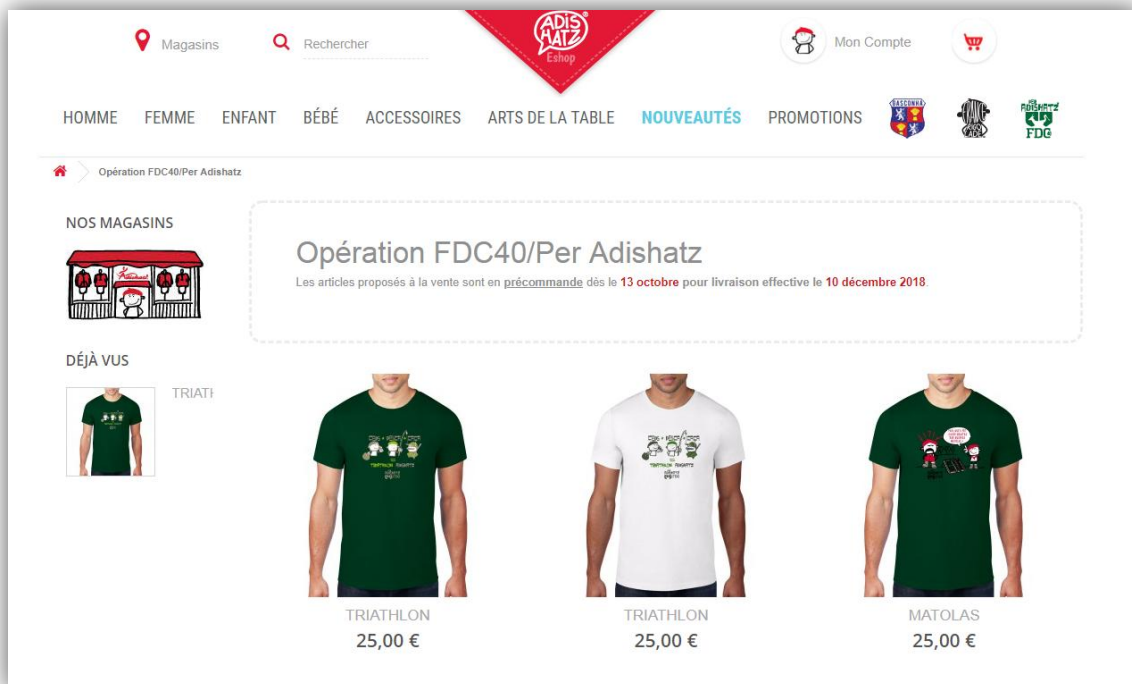 Magasins
Rechercher
ADIS
HATZ
Eshop
Mon Compte
HOMME FEMME ENFANT BÉBÉ ACCESSOIRES ARTS DE LA TABLE NOUVEAUTÉS PROMOTIONS
GASCONHA
ADISHATZ
FDC
Opération FDC40/Per Adishatz
NOS MAGASINS
Opération FDC40/Per Adishatz
Les articles proposés à la vente sont en précommande dès le 13 octobre pour livraison effective le 10 décembre 2018.
DÉJÀ VUS
TRIATH
TRIATHLON
25,00 €
TRIATHLON
25,00 €
MATOLAS
25,00 €